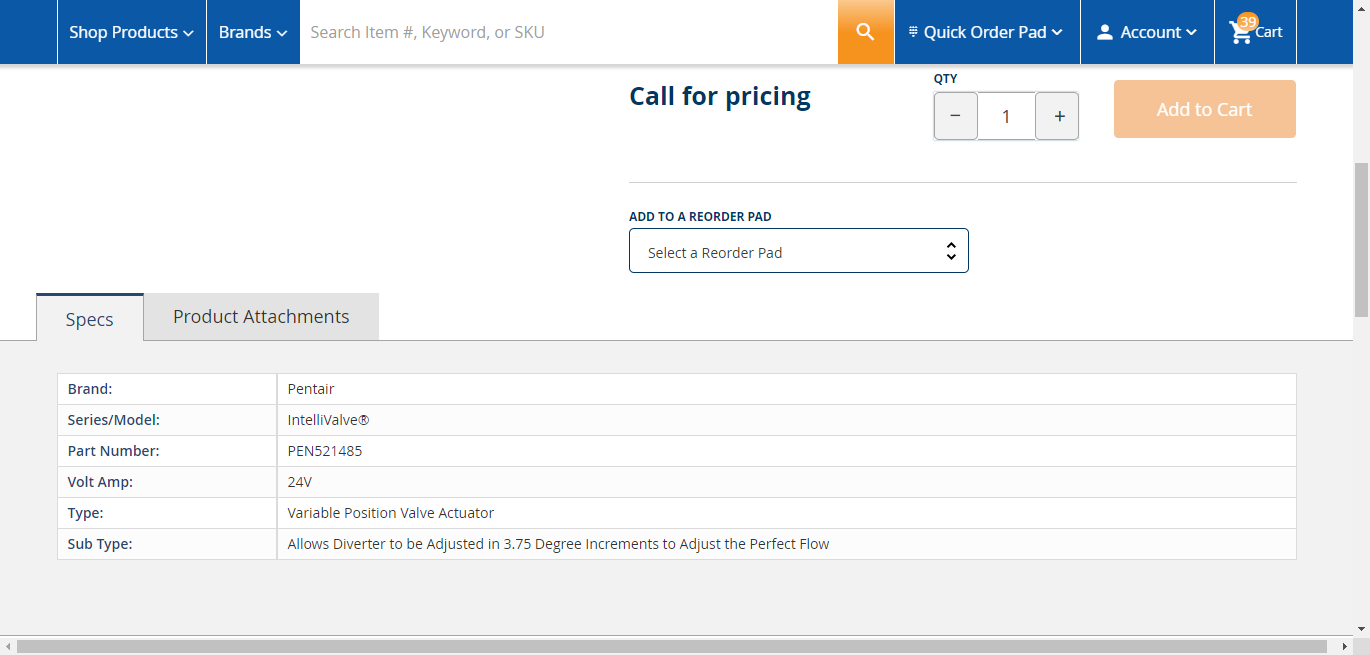 Shop Products
Brands
Search Item #, Keyword, or SKU
Quick Order Pad
Account
39
Cart
Call for pricing
QTY
− 1 +
Add to Cart
ADD TO A REORDER PAD
Select a Reorder Pad
Specs
Product Attachments
Brand: Pentair
Series/Model: IntelliValve®
Part Number: PEN521485
Volt Amp: 24V
Type: Variable Position Valve Actuator
Sub Type: Allows Diverter to be Adjusted in 3.75 Degree Increments to Adjust the Perfect Flow